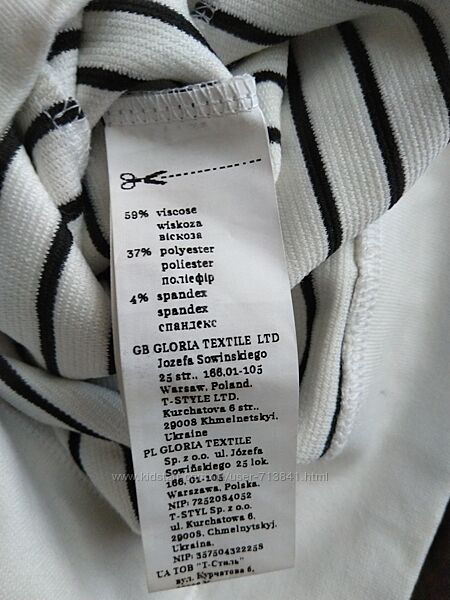 59% viscose
wiskoza
віскоза
37% polyester
poliester
поліефір
4% spandex
spandex
спандекс
GB GLORIA TEXTILE LTD
Jozefa Sowinskiego
25 str., 166,01-105
Warsaw, Poland.
T-STYLE LTD.
Kurchatova 6 str.,
29008 Khmelnetskyi,
Ukraine
PL GLORIA TEXTILE
Sp. z o.o. ul. Józefa
Sowińskiego 25 lok.
166, 01-105
Warszawa, Polska.
NIP: 7252084052
T-STYL Sp. z o.o.
ul. Kurchatowa 6,
29008, Chmelnytskyj,
Ukraina.
NIP: 357504322258
UA ТОВ "Т-Стиль"
вул. Курчатова 6,